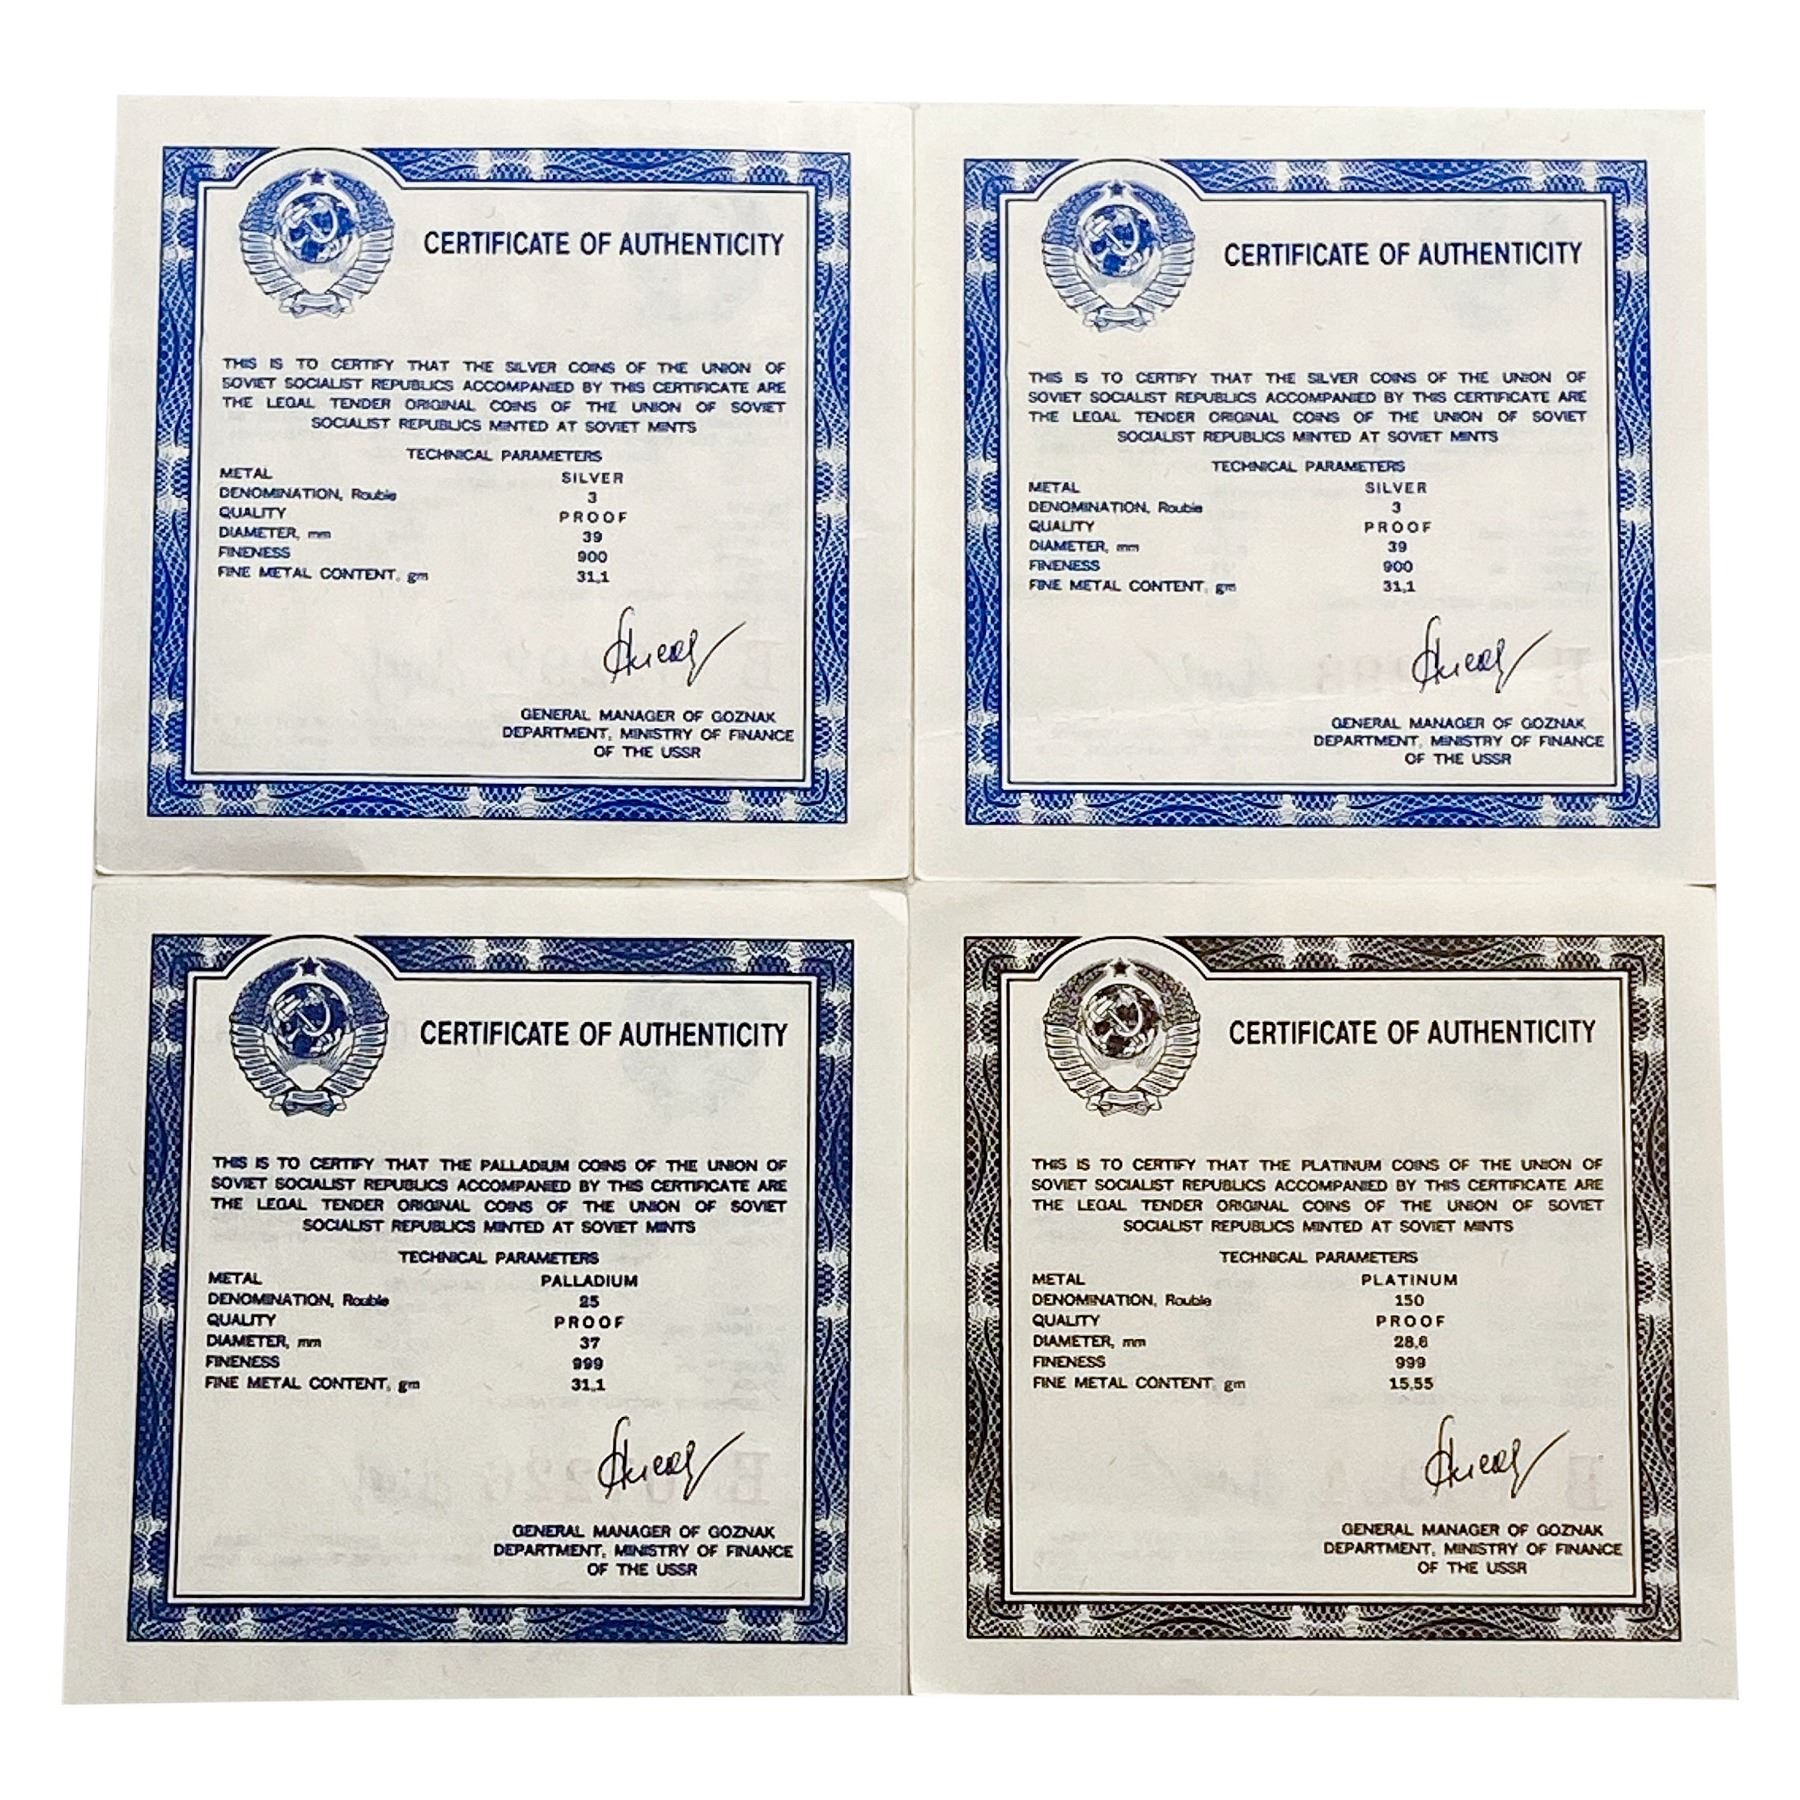 CERTIFICATE OF AUTHENTICITY
THIS IS TO CERTIFY THAT THE SILVER COINS OF THE UNION OF
SOVIET SOCIALIST REPUBLICS ACCOMPANIED BY THIS CERTIFICATE ARE
THE LEGAL TENDER ORIGINAL COINS OF THE UNION OF SOVIET
SOCIALIST REPUBLICS MINTED AT SOVIET MINTS
TECHNICAL PARAMETERS
METAL SILVER
DENOMINATION, Rouble 3
QUALITY PROOF
DIAMETER, mm 39
FINENESS 900
FINE METAL CONTENT, gm 31,1
GENERAL MANAGER OF GOZNAK
DEPARTMENT, MINISTRY OF FINANCE
OF THE USSR
CERTIFICATE OF AUTHENTICITY
THIS IS TO CERTIFY THAT THE SILVER COINS OF THE UNION OF
SOVIET SOCIALIST REPUBLICS ACCOMPANIED BY THIS CERTIFICATE ARE
THE LEGAL TENDER ORIGINAL COINS OF THE UNION OF SOVIET
SOCIALIST REPUBLICS MINTED AT SOVIET MINTS
TECHNICAL PARAMETERS
METAL SILVER
DENOMINATION, Rouble 3
QUALITY PROOF
DIAMETER, mm 39
FINENESS 900
FINE METAL CONTENT, gm 31,1
GENERAL MANAGER OF GOZNAK
DEPARTMENT, MINISTRY OF FINANCE
OF THE USSR
CERTIFICATE OF AUTHENTICITY
THIS IS TO CERTIFY THAT THE PALLADIUM COINS OF THE UNION OF
SOVIET SOCIALIST REPUBLICS ACCOMPANIED BY THIS CERTIFICATE ARE
THE LEGAL TENDER ORIGINAL COINS OF THE UNION OF SOVIET
SOCIALIST REPUBLICS MINTED AT SOVIET MINTS
TECHNICAL PARAMETERS
METAL PALLADIUM
DENOMINATION, Rouble 25
QUALITY PROOF
DIAMETER, mm 37
FINENESS 999
FINE METAL CONTENT, gm 31,1
GENERAL MANAGER OF GOZNAK
DEPARTMENT, MINISTRY OF FINANCE
OF THE USSR
CERTIFICATE OF AUTHENTICITY
THIS IS TO CERTIFY THAT THE PLATINUM COINS OF THE UNION OF
SOVIET SOCIALIST REPUBLICS ACCOMPANIED BY THIS CERTIFICATE ARE
THE LEGAL TENDER ORIGINAL COINS OF THE UNION OF SOVIET
SOCIALIST REPUBLICS MINTED AT SOVIET MINTS
TECHNICAL PARAMETERS
METAL PLATINUM
DENOMINATION, Rouble 150
QUALITY PROOF
DIAMETER, mm 28,6
FINENESS 999
FINE METAL CONTENT, gm 15,55
GENERAL MANAGER OF GOZNAK
DEPARTMENT, MINISTRY OF FINANCE
OF THE USSR